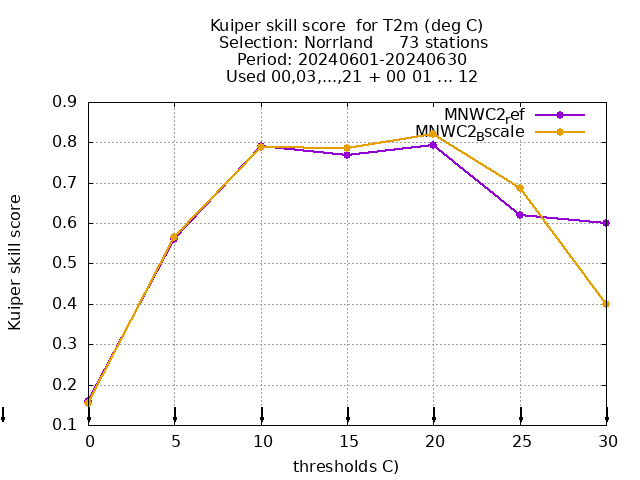 Kuiper skill score  for T2m (deg C)
Selection: Norrland     73 stations
Period: 20240601-20240630
Used 00,03,...,21 + 00 01 ... 12
MNWC2ref
MNWC2Bscale
Kuiper skill score
0.9
0.8
0.7
0.6
0.5
0.4
0.3
0.2
0.1
0 5 10 15 20 25 30
thresholds C)